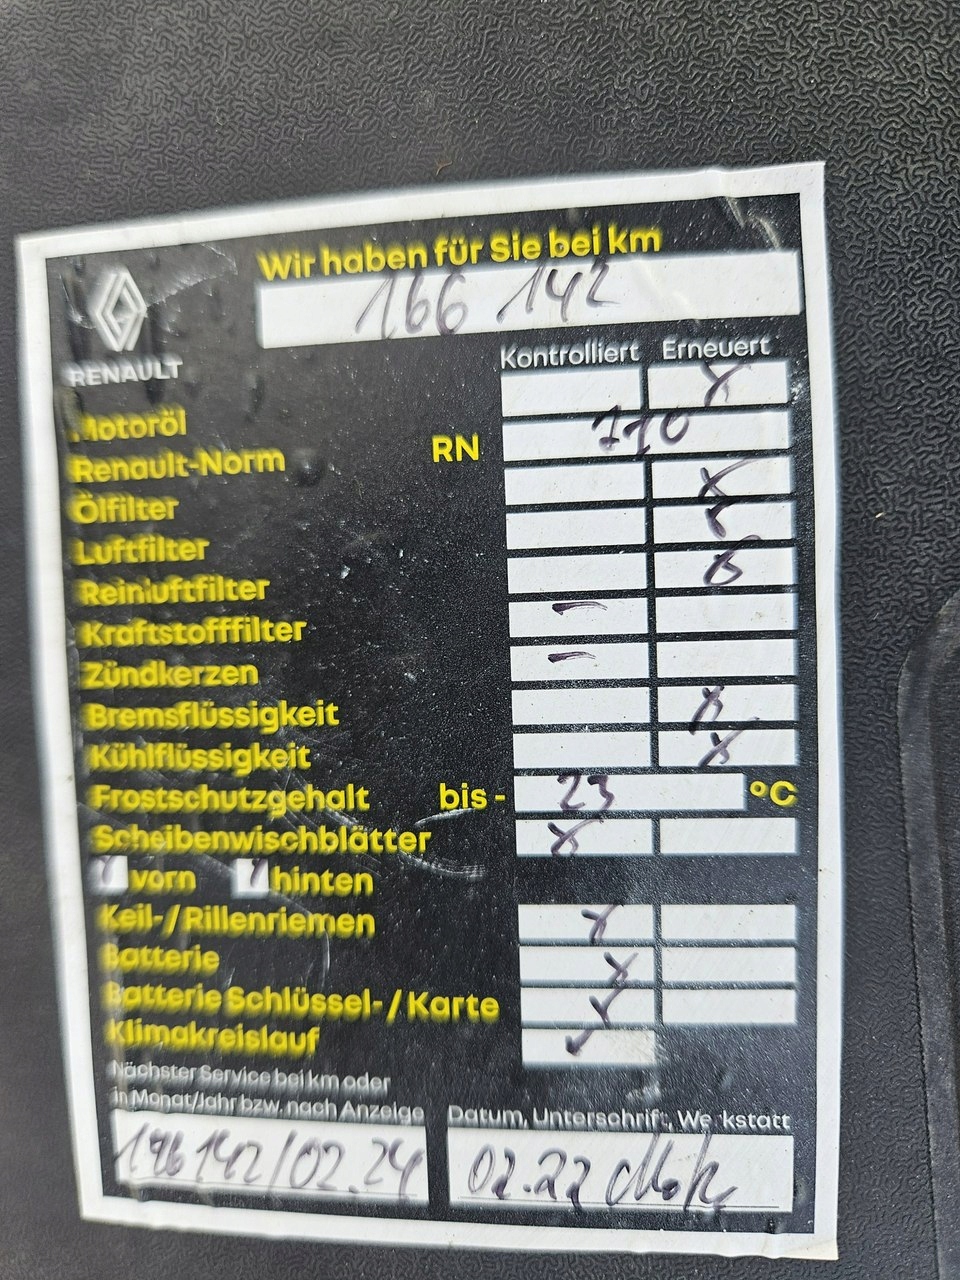 Wir haben für Sie bei km
166 142
RENAULT
Kontrolliert Erneuert
Motoröl X
Renault-Norm RN 710
Ölfilter X
Luftfilter
Reinluftfilter
Kraftstofffilter -
Zündkerzen -
Bremsflüssigkeit X
Kühlflüssigkeit X
Frostschutzgehalt bis - 23 °C
Scheibenwischblätter X
vorn hinten
Keil-/Rillenriemen X
Batterie X
Batterie Schlüssel-/Karte
Klimakreislauf ✓
Nächster Service bei km oder
in Monat/Jahr bzw. nach Anzeige
Datum, Unterschrift, Werkstatt
196142/02.24
02.22